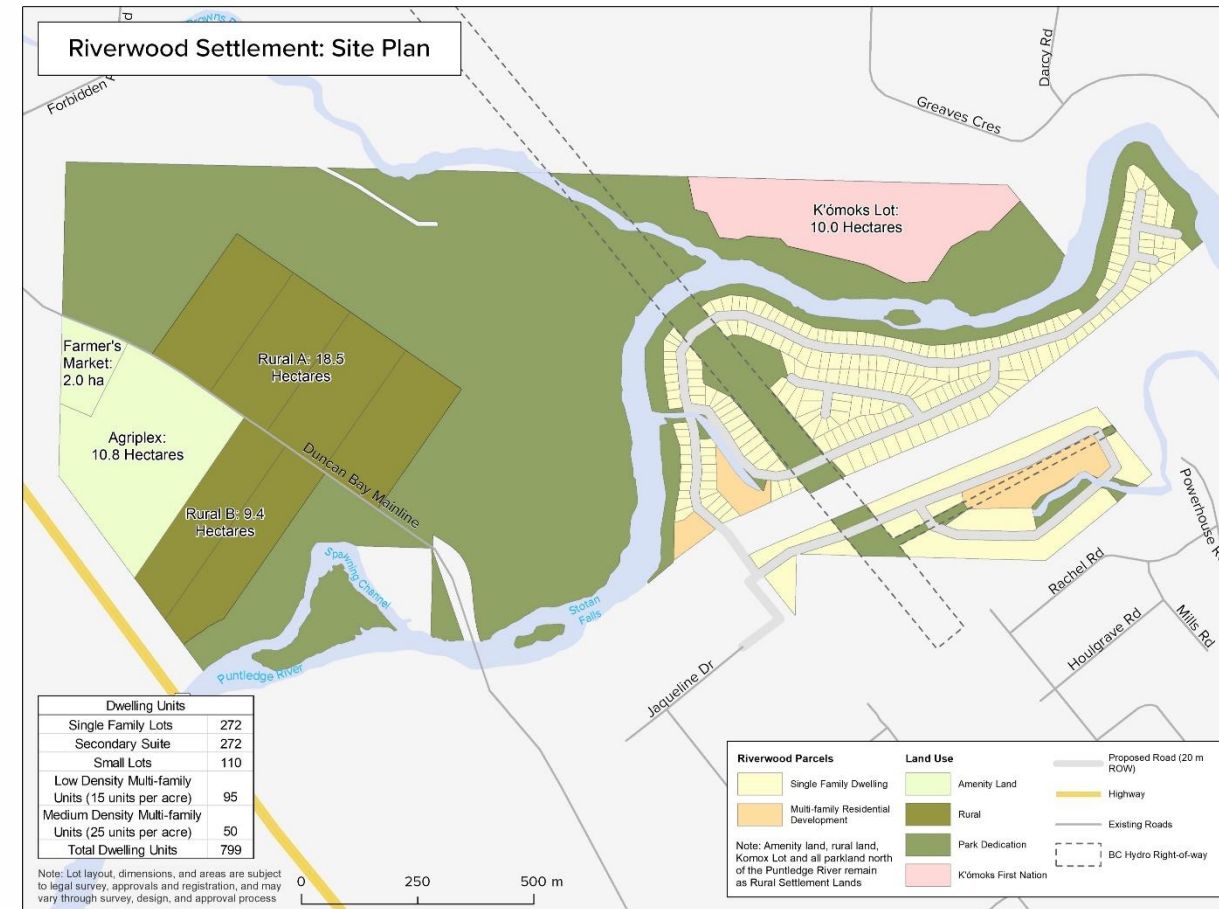 Browns
Riverwood Settlement: Site Plan
Forbidden
Darcy Rd
Greaves Cres
K'ómoks Lot:
10.0 Hectares
Farmer's
Market:
2.0 ha
Rural A: 18.5
Hectares
Agriplex:
10.8 Hectares
Duncan Bay Mainline
Rural B: 9.4
Hectares
Spawning Channel
Stotan
Falls
Puntledge River
Powerhouse
Rachel Rd
Houlgrave Rd
Mills Rd
Jaqueline Dr
Dwelling Units
Single Family Lots 272
Secondary Suite 272
Small Lots 110
Low Density Multi-family
Units (15 units per acre) 95
Medium Density Multi-family
Units (25 units per acre) 50
Total Dwelling Units 799
Note: Lot layout, dimensions, and areas are subject
to legal survey, approvals and registration, and may
vary through survey, design, and approval process
0 250 500 m
Riverwood Parcels
Single Family Dwelling
Multi-family Residential
Development
Note: Amenity land, rural land,
Komox Lot and all parkland north
of the Puntledge River remain
as Rural Settlement Lands
Land Use
Amenity Land
Rural
Park Dedication
K'ómoks First Nation
Proposed Road (20 m
ROW)
Highway
Existing Roads
BC Hydro Right-of-way